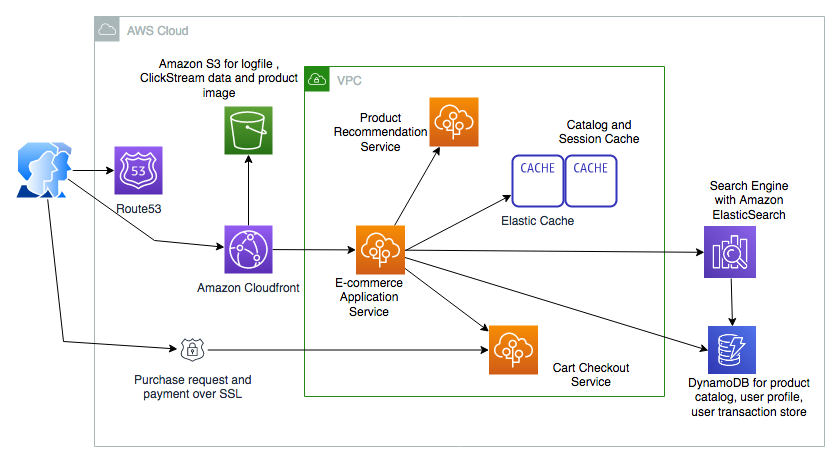 AWS Cloud
Amazon S3 for logfile ,
ClickStream data and product
image
VPC
Product
Recommendation
Service
Catalog and
Session Cache
CACHE
CACHE
Elastic Cache
53
Route53
Search Engine
with Amazon
ElasticSearch
Amazon Cloudfront
E-commerce
Application
Service
Purchase request and
payment over SSL
Cart Checkout
Service
DynamoDB for product
catalog, user profile,
user transaction store